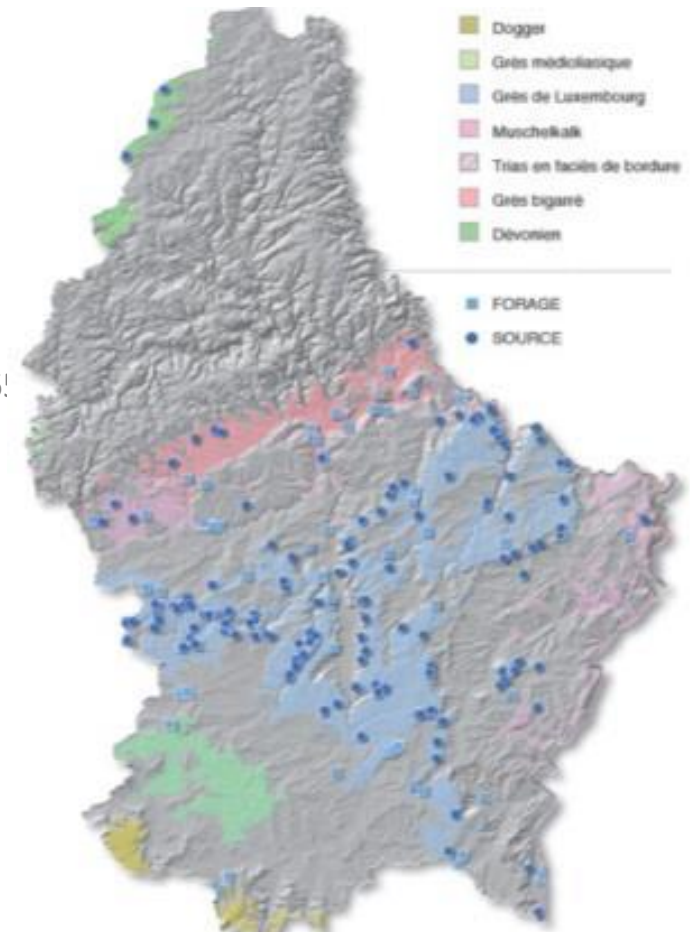 Dogger
Grès médioliasique
Grès de Luxembourg
Muschelkalk
Trias en faciès de bordure
Grès bigarré
Dévonien
FORAGE
SOURCE